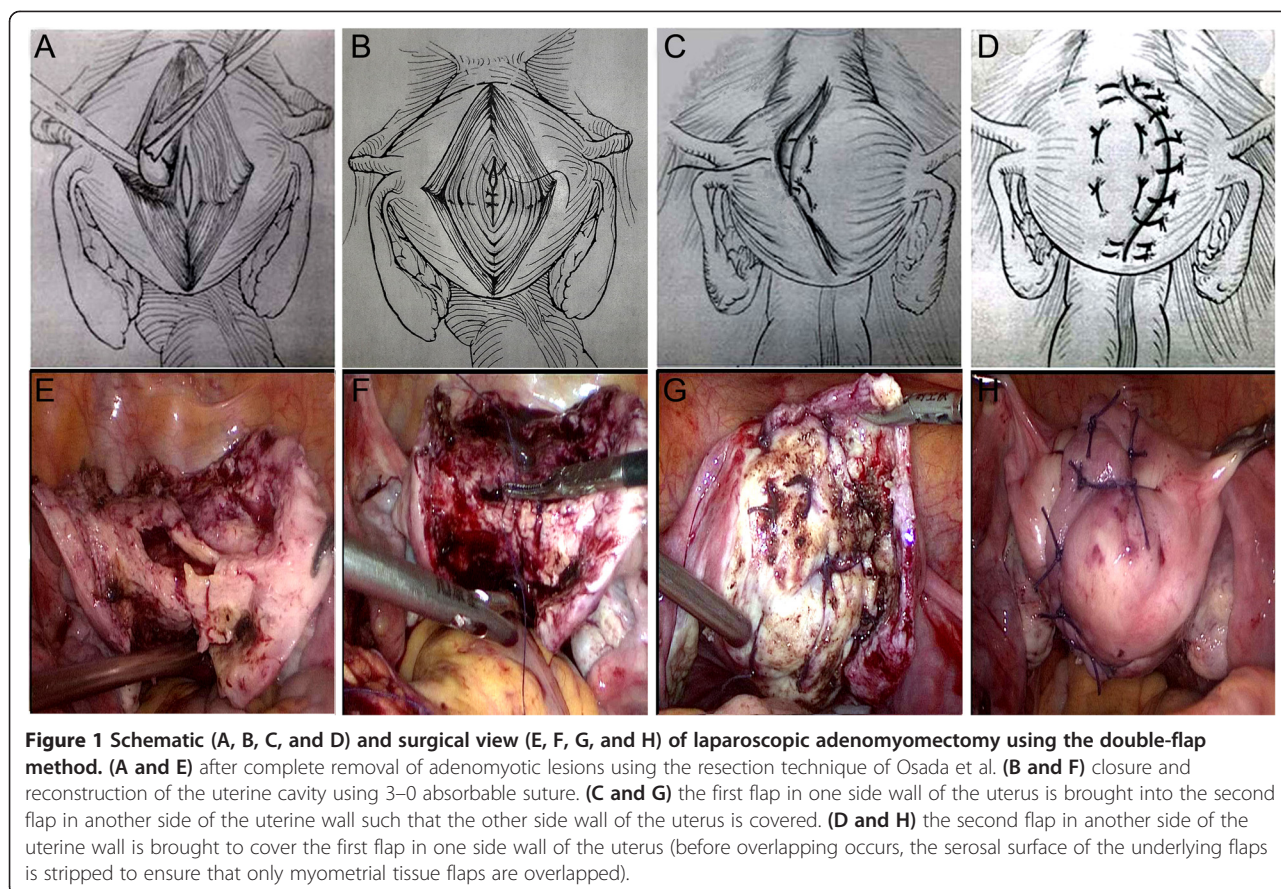 A
B
C
D
E
F
G
H
Figure 1 Schematic (A, B, C, and D) and surgical view (E, F, G, and H) of laparoscopic adenomyomectomy using the double-flap
method. (A and E) after complete removal of adenomyotic lesions using the resection technique of Osada et al. (B and F) closure and
reconstruction of the uterine cavity using 3–0 absorbable suture. (C and G) the first flap in one side wall of the uterus is brought into the second
flap in another side of the uterine wall such that the other side wall of the uterus is covered. (D and H) the second flap in another side of the
uterine wall is brought to cover the first flap in one side wall of the uterus (before overlapping occurs, the serosal surface of the underlying flaps
is stripped to ensure that only myometrial tissue flaps are overlapped).